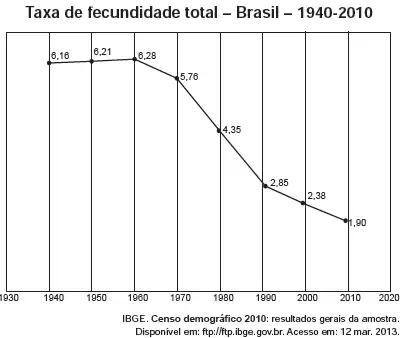 Taxa de fecundidade total – Brasil – 1940-2010
6,16
6,21
6,28
5,76
4,35
2,85
2,38
1,90
1930 1940 1950 1960 1970 1980 1990 2000 2010 2020
IBGE. Censo demográfico 2010: resultados gerais da amostra.
Disponível em: ftp://ftp.ibge.gov.br. Acesso em: 12 mar. 2013.